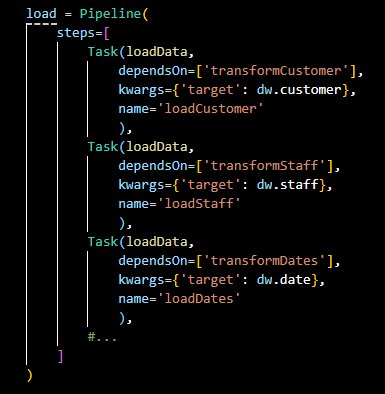 load = Pipeline(
steps=[
Task(loadData,
dependsOn=['transformCustomer'],
kwargs={'target': dw.customer},
name='loadCustomer'
),
Task(loadData,
dependsOn=['transformStaff'],
kwargs={'target': dw.staff},
name='loadStaff'
),
Task(loadData,
dependsOn=['transformDates'],
kwargs={'target': dw.date},
name='loadDates'
),
#...
]
)